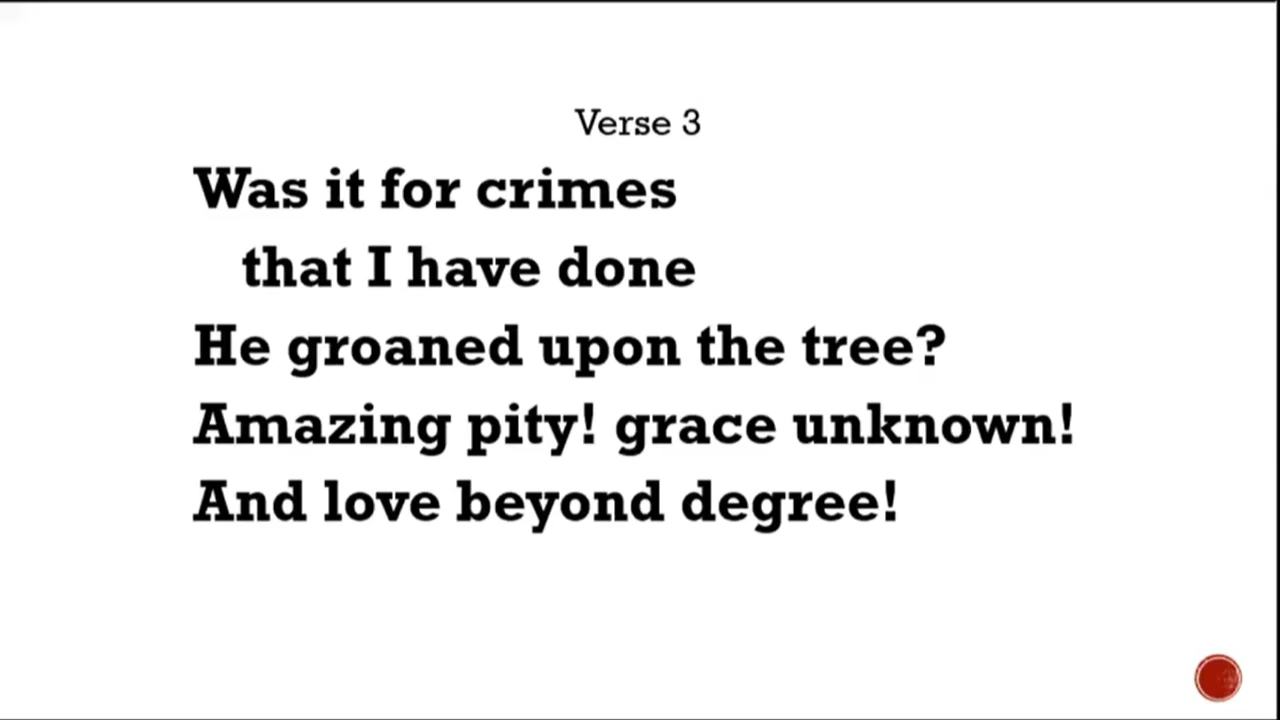 Verse 3
Was it for crimes
that I have done
He groaned upon the tree?
Amazing pity! grace unknown!
And love beyond degree!